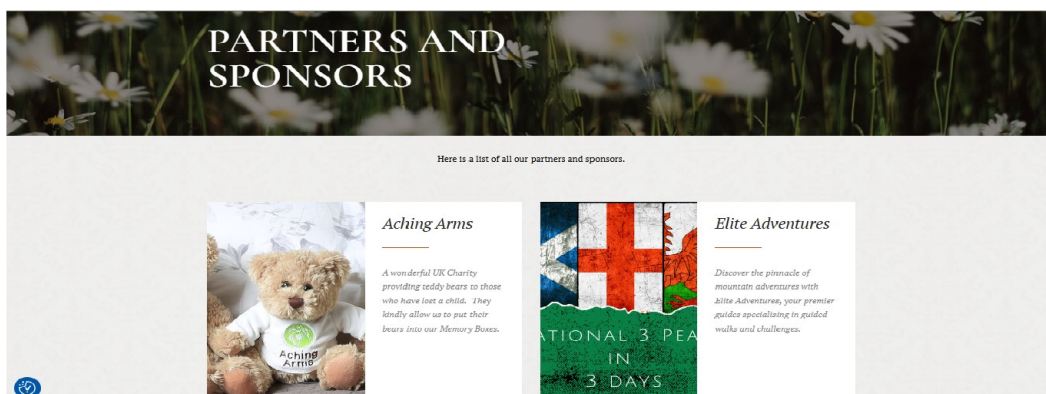 PARTNERS AND
SPONSORS
Here is a list of all our partners and sponsors.
Aching Arms
A wonderful UK Charity
providing teddy bears to those
who have lost a child. They
kindly allow us to put their
bears into our Memory Boxes.
Aching
Arms
Elite Adventures
Discover the pinnacle of
mountain adventures with
Elite Adventures, your premier
guides specialising in guided
walks and challenges.
ATIONAL 3 PEA
IN
3 DAYS